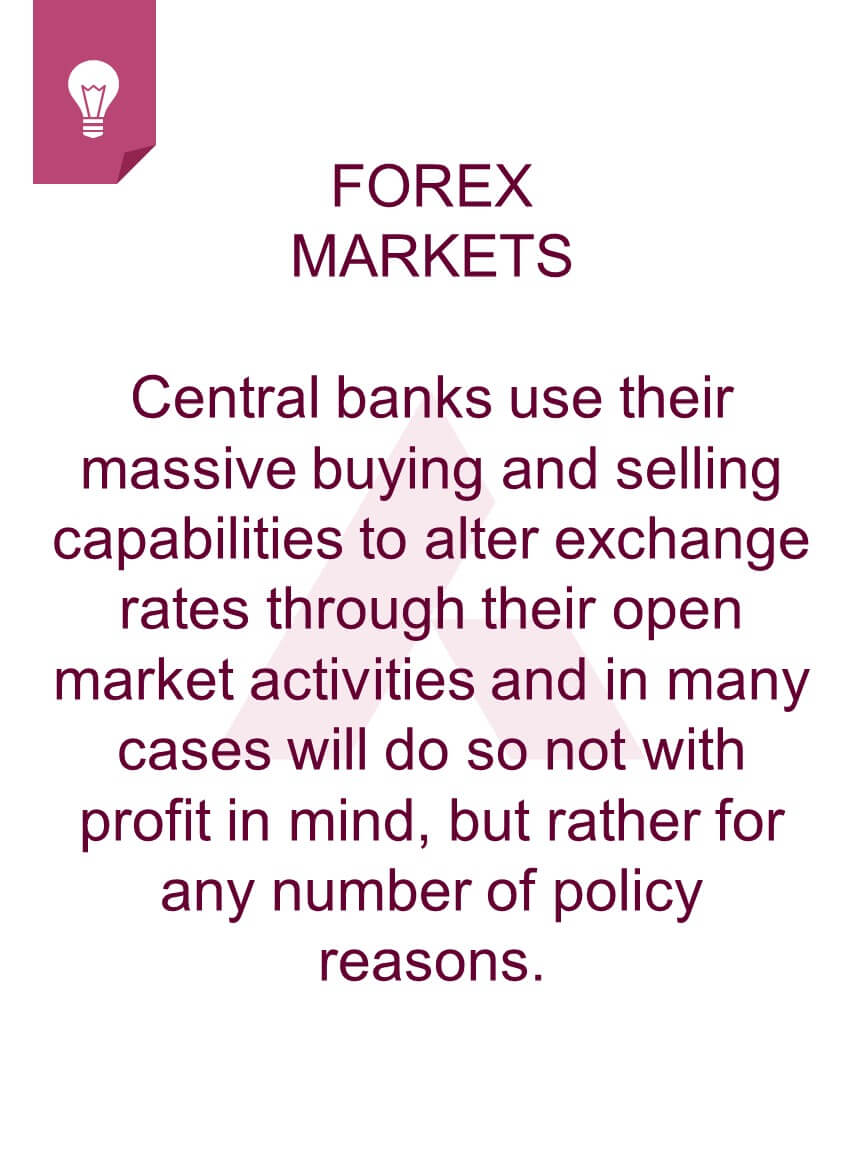 FOREX
MARKETS
Central banks use their
massive buying and selling
capabilities to alter exchange
rates through their open
market activities and in many
cases will do so not with
profit in mind, but rather for
any number of policy
reasons.